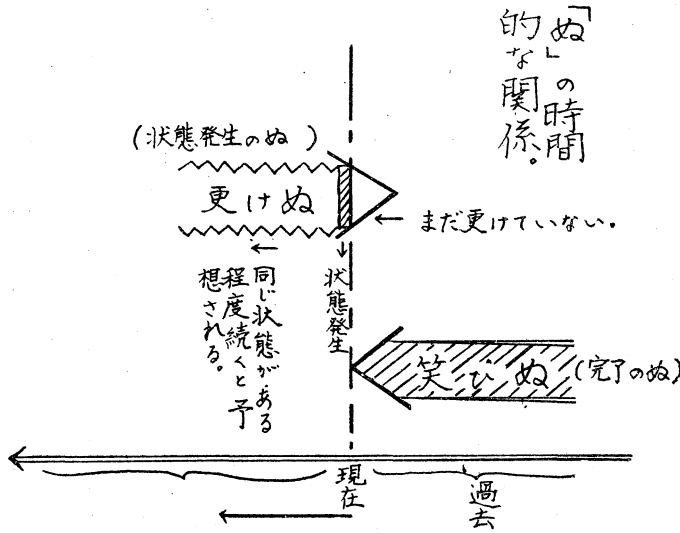 「ぬ」の時間
的な関係。
(状態発生のぬ)
更けぬ
まだ更けていない。
状態発生
同じ状態がある
程度続くと予
想される。
笑ひぬ
(完了のぬ)
現在
過去